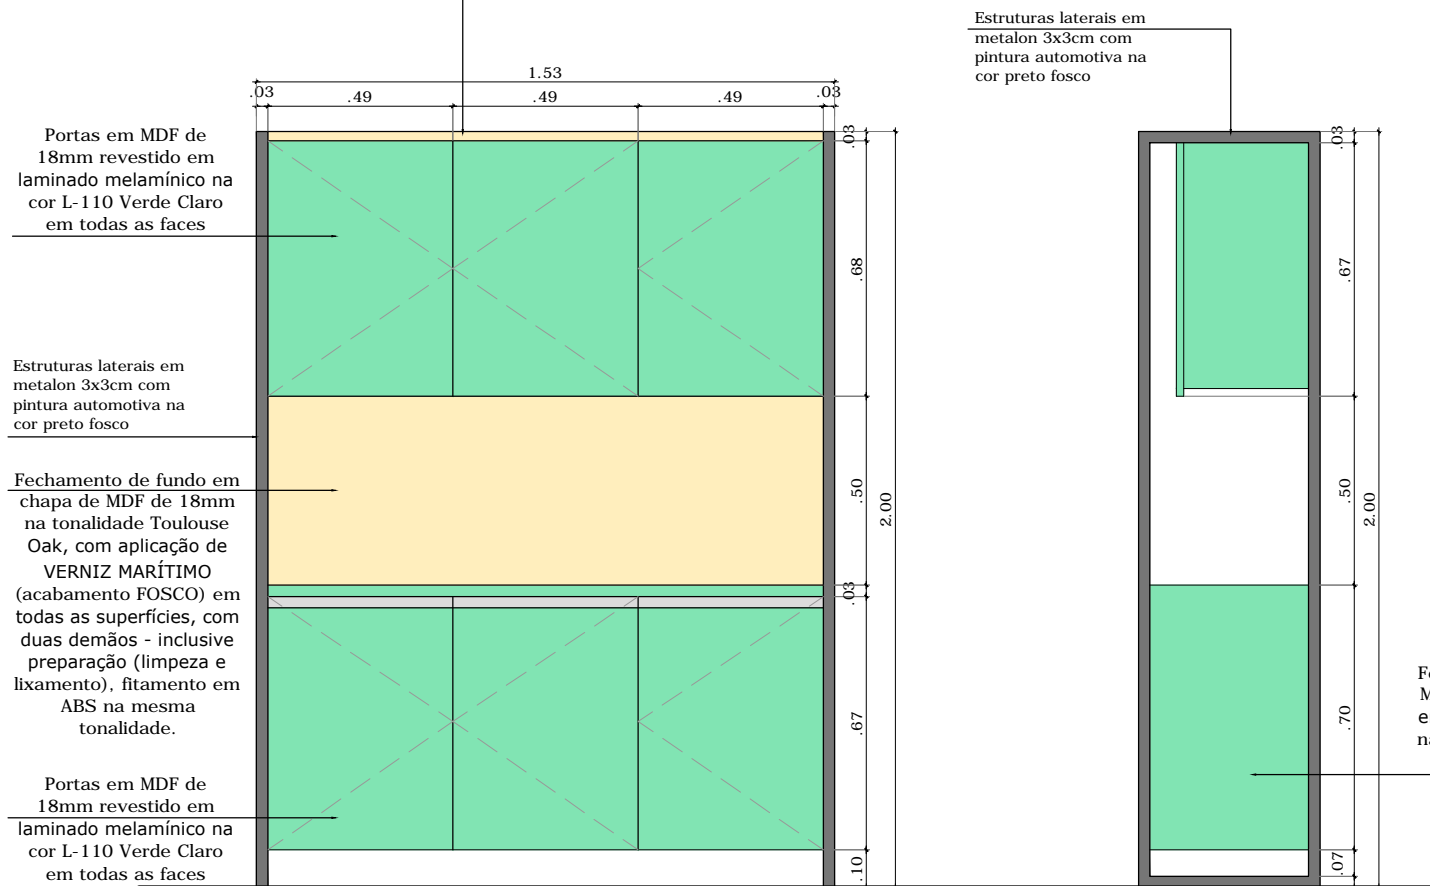 Estruturas laterais em
metalon 3x3cm com
pintura automotiva na
cor preto fosco
1.53
.03
.49
.49
.49
.03
Portas em MDF de
18mm revestido em
laminado melamínico na
cor L-110 Verde Claro
em todas as faces
.03
.68
.50
2.00
.03
.67
.10
Estruturas laterais em
metalon 3x3cm com
pintura automotiva na
cor preto fosco
Fechamento de fundo em
chapa de MDF de 18mm
na tonalidade Toulouse
Oak, com aplicação de
VERNIZ MARÍTIMO
(acabamento FOSCO) em
todas as superfícies, com
duas demãos - inclusive
preparação (limpeza e
lixamento), fitamento em
ABS na mesma
tonalidade.
Portas em MDF de
18mm revestido em
laminado melamínico na
cor L-110 Verde Claro
em todas as faces
.03
.67
.50
2.00
.70
.07